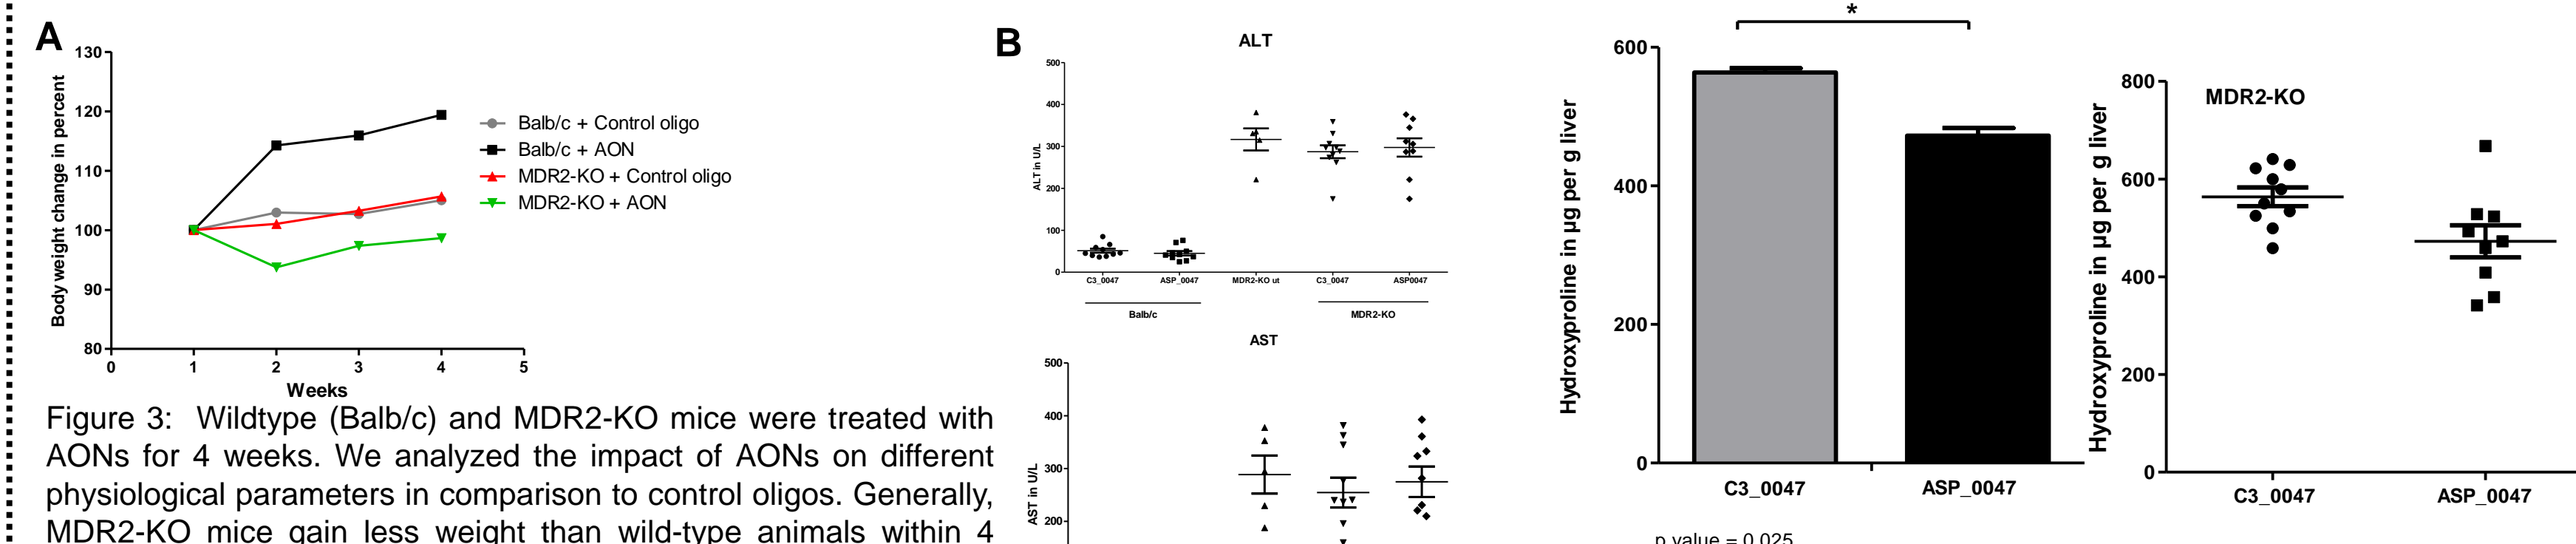 A
130
120
110
100
90
80
0
1
2
3
4
5
Body weight change in percent
Weeks
Balb/c + Control oligo
Balb/c + AON
MDR2-KO + Control oligo
MDR2-KO + AON
Figure 3: Wildtype (Balb/c) and MDR2-KO mice were treated with
AONs for 4 weeks. We analyzed the impact of AONs on different
physiological parameters in comparison to control oligos. Generally,
MDR2-KO mice gain less weight than wild-type animals within 4
B
ALT
500
400
300
200
100
0
ALT in U/L
C3_0047
ASP_0047
MDR2-KO ut
C3_0047
ASP0047
Balb/c
MDR2-KO
AST
500
400
300
200
AST in U/L
*
600
400
200
0
Hydroxyproline in µg per g liver
C3_0047
ASP_0047
p value = 0.025
800
600
400
200
0
Hydroxyproline in µg per g liver
MDR2-KO
C3_0047
ASP_0047